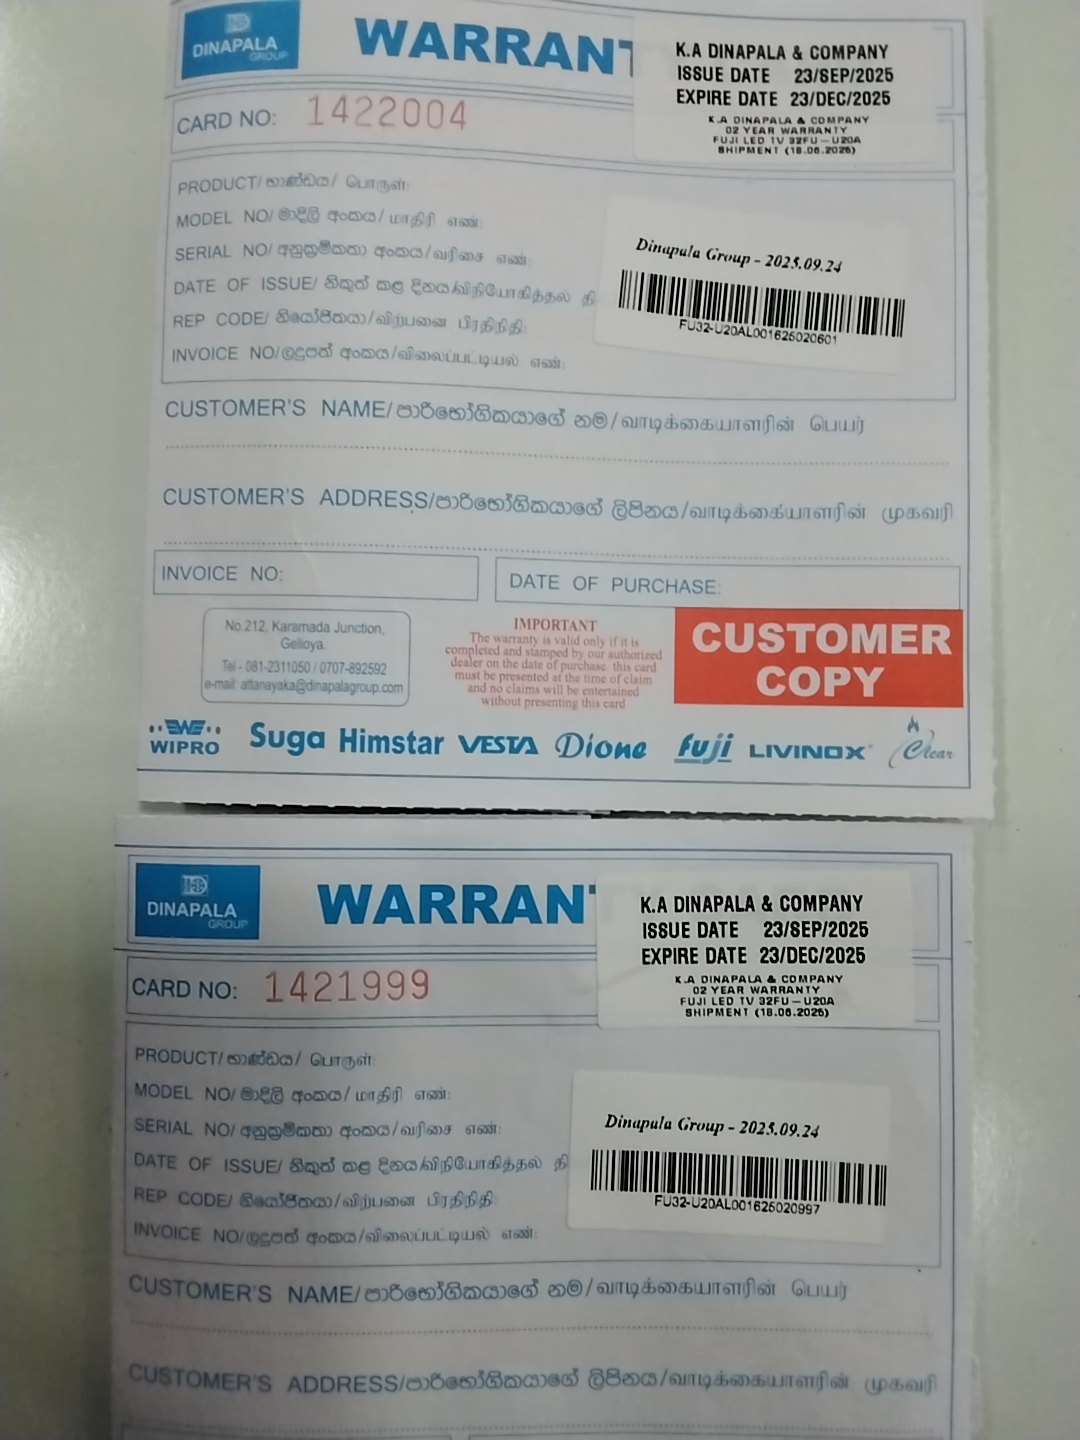 DINAPALA
GROUP
WARRANT
K.A DINAPALA & COMPANY
ISSUE DATE 23/SEP/2025
EXPIRE DATE 23/DEC/2025
K.A DINAPALA & COMPANY
02 YEAR WARRANTY
FUJI LED TV 32FU-U20A
SHIPMENT (18.06.2025)
CARD NO: 1422004
PRODUCT/භාණ්ඩය/ பொருள்:
MODEL NO/මාදිලි අංකය/ மாதிரி எண்:
SERIAL NO/අනුක්‍රමිකතා අංකය/வரிசை எண்:
DATE OF ISSUE/ නිකුත් කළ දිනය/விநியோகித்தல் தி
REP CODE/ නියෝජිතයා/விற்பனை பிரதிநிதி:
INVOICE NO/ලදුපත් අංකය/விலைப்பட்டியல் எண்:
Dinapala Group - 2025.09.24
FU32-U20AL001625020601
CUSTOMER'S NAME/පාරිභෝගිකයාගේ නම/வாடிக்கையாளரின் பெயர்
CUSTOMER'S ADDRESS/පාරිභෝගිකයාගේ ලිපිනය/வாடிக்கையாளரின் முகவரி
INVOICE NO:
DATE OF PURCHASE:
No.212, Karamada Junction,
Gelioya.
Tel - 081-2311050 / 0707-892592
e-mail: attanayaka@dinapalagroup.com
IMPORTANT
The warranty is valid only if it is
completed and stamped by our authorized
dealer on the date of purchase. this card
must be presented at the time of claim
and no claims will be entertained
without presenting this card
CUSTOMER
COPY
WIPRO Suga Himstar VESTA Dione fuji LIVINOX Clear
DINAPALA
GROUP
WARRANT
K.A DINAPALA & COMPANY
ISSUE DATE 23/SEP/2025
EXPIRE DATE 23/DEC/2025
K.A DINAPALA & COMPANY
02 YEAR WARRANTY
FUJI LED TV 32FU-U20A
SHIPMENT (18.06.2025)
CARD NO: 1421999
PRODUCT/භාණ්ඩය/ பொருள்:
MODEL NO/මාදිලි අංකය/ மாதிரி எண்:
SERIAL NO/අනුක්‍රමිකතා අංකය/வரிசை எண்:
DATE OF ISSUE/ නිකුත් කළ දිනය/விநியோகித்தல் தி
REP CODE/ නියෝජිතයා/விற்பனை பிரதிநிதி:
INVOICE NO/ලදුපත් අංකය/விலைப்பட்டியல் எண்:
Dinapala Group - 2025.09.24
FU32-U20AL001625020997
CUSTOMER'S NAME/පාරිභෝගිකයාගේ නම/வாடிக்கையாளரின் பெயர்
CUSTOMER'S ADDRESS/පාරිභෝගිකයාගේ ලිපිනය/வாடிக்கையாளரின் முகவரி